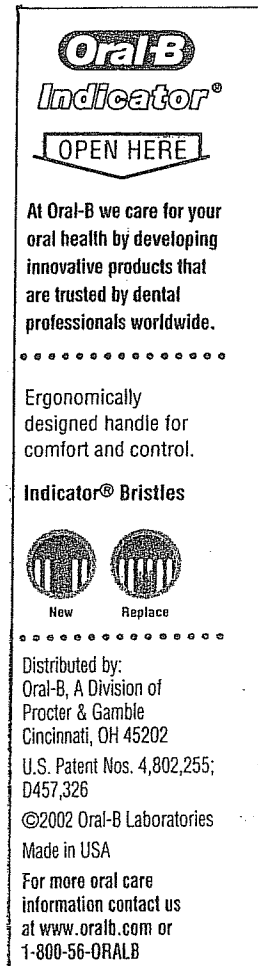 Oral-B
Indicator®
OPEN HERE
At Oral-B we care for your
oral health by developing
innovative products that
are trusted by dental
professionals worldwide.
Ergonomically
designed handle for
comfort and control.
Indicator® Bristles
New Replace
Distributed by:
Oral-B, A Division of
Procter & Gamble
Cincinnati, OH 45202
U.S. Patent Nos. 4,802,255;
D457,326
©2002 Oral-B Laboratories
Made in USA
For more oral care
information contact us
at www.oralb.com or
1-800-56-ORALB